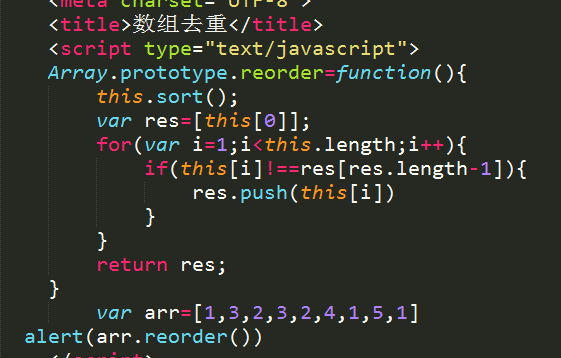 <meta charset="UTF-8">
<title>数组去重</title>
<script type="text/javascript">
Array.prototype.reorder=function(){
this.sort();
var res=[this[0]];
for(var i=1;i<this.length;i++){
if(this[i]!==res[res.length-1]){
res.push(this[i])
}
}
return res;
}
var arr=[1,3,2,3,2,4,1,5,1]
alert(arr.reorder())
</script>